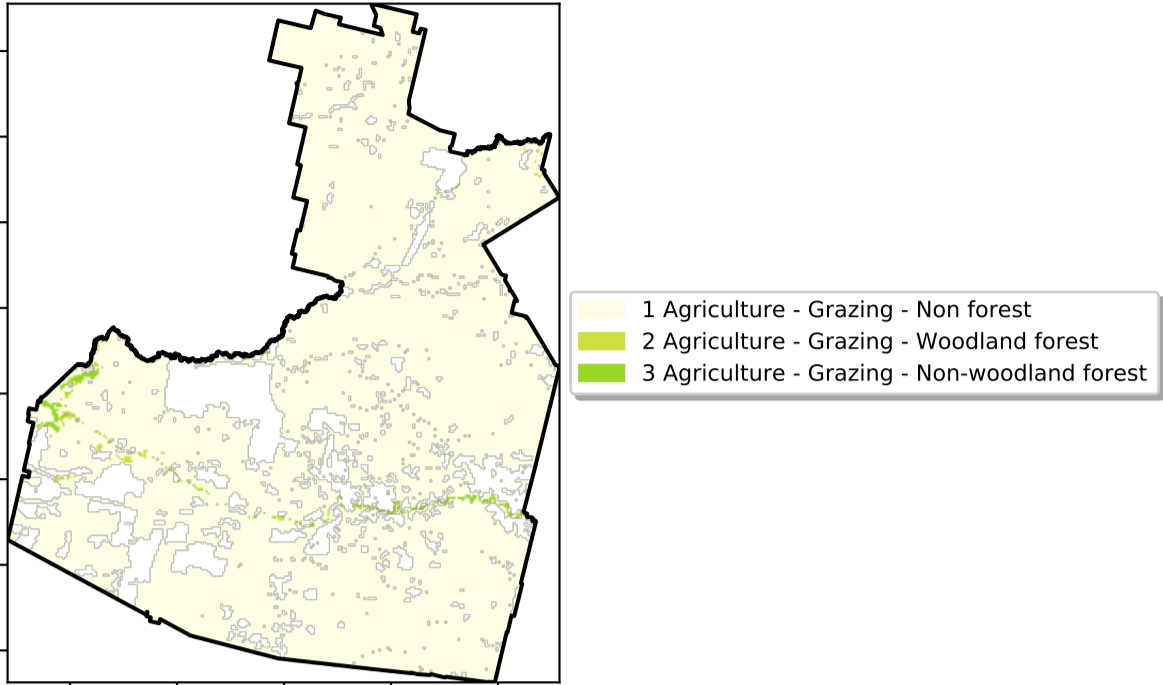 1 Agriculture - Grazing - Non forest
2 Agriculture - Grazing - Woodland forest
3 Agriculture - Grazing - Non-woodland forest